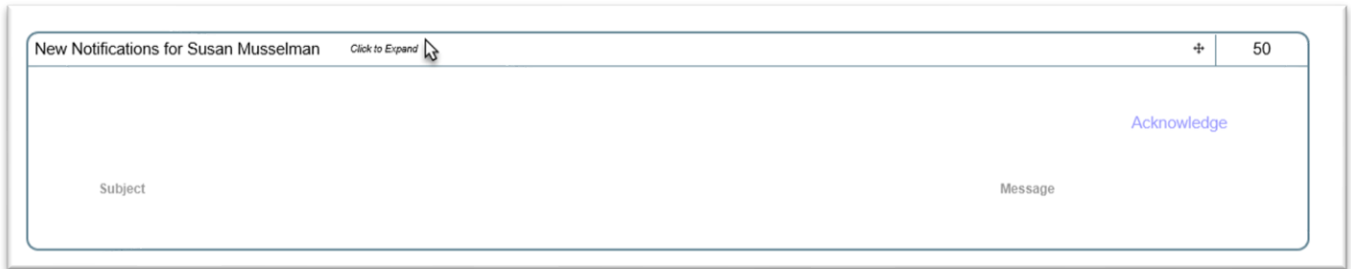 New Notifications for Susan Musselman Click to Expand 50
Acknowledge
Subject Message